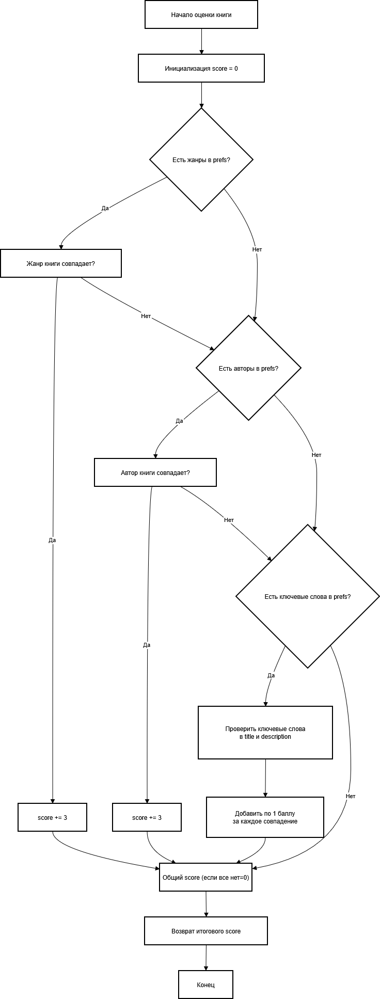 Начало оценки книги
Инициализация score = 0
Есть жанры в prefs?
Да
Нет
Жанр книги совпадает?
Нет
Есть авторы в prefs?
Да
Нет
Автор книги совпадает?
Нет
Да
Есть ключевые слова в prefs?
Да
Да
Проверить ключевые слова
в title и description
Нет
score += 3
score += 3
Добавить по 1 баллу
за каждое совпадение
Общий score (если все нет=0)
Возврат итогового score
Конец